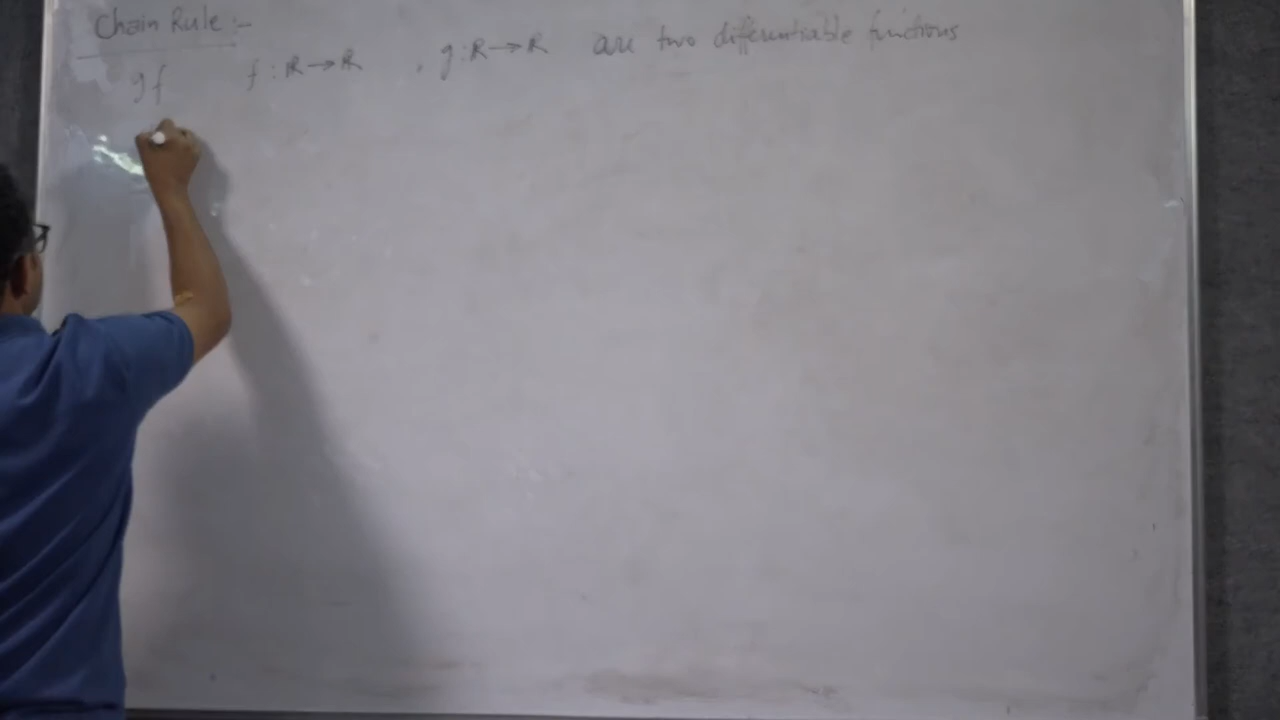 Chain Rule :-
If f : R → R , g : R → R are two differentiable functions